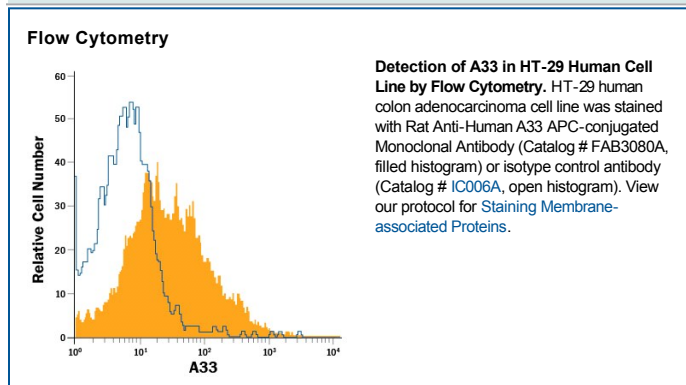 Flow Cytometry
Detection of A33 in HT-29 Human Cell
Line by Flow Cytometry. HT-29 human
colon adenocarcinoma cell line was stained
with Rat Anti-Human A33 APC-conjugated
Monoclonal Antibody (Catalog # FAB3080A,
filled histogram) or isotype control antibody
(Catalog # IC006A, open histogram). View
our protocol for Staining Membrane-
associated Proteins.
Relative Cell Number
60
50
40
30
20
10
0
10⁰ 10¹ 10² 10³ 10⁴
A33